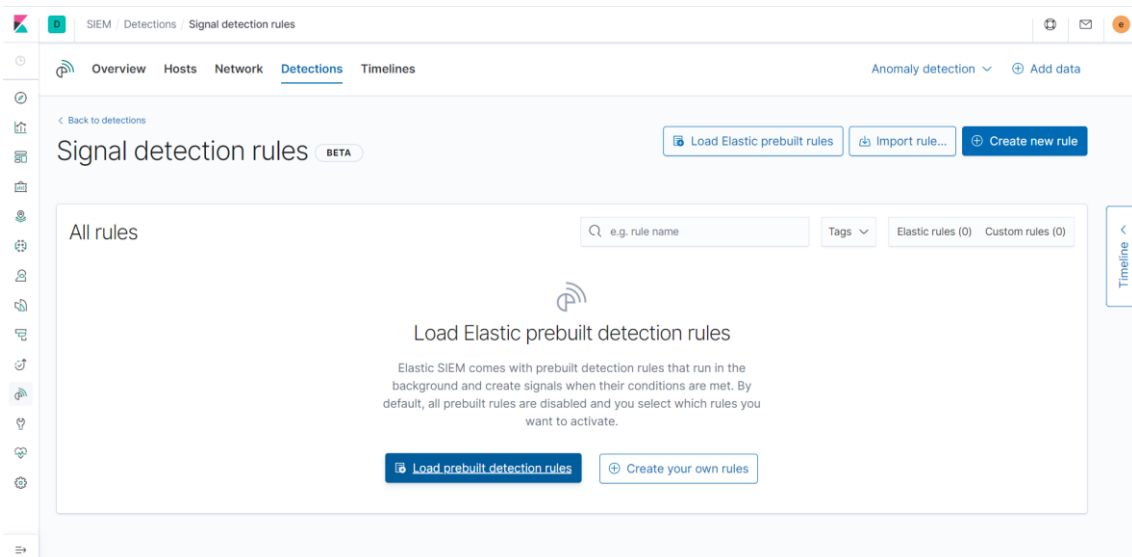 D SIEM / Detections / Signal detection rules e
Overview Hosts Network Detections Timelines Anomaly detection Add data
Back to detections
Signal detection rules BETA Load Elastic prebuilt rules Import rule... Create new rule
All rules e.g. rule name Tags Elastic rules (0) Custom rules (0)
Timeline
Load Elastic prebuilt detection rules
Elastic SIEM comes with prebuilt detection rules that run in the
background and create signals when their conditions are met. By
default, all prebuilt rules are disabled and you select which rules you
want to activate.
Load prebuilt detection rules Create your own rules